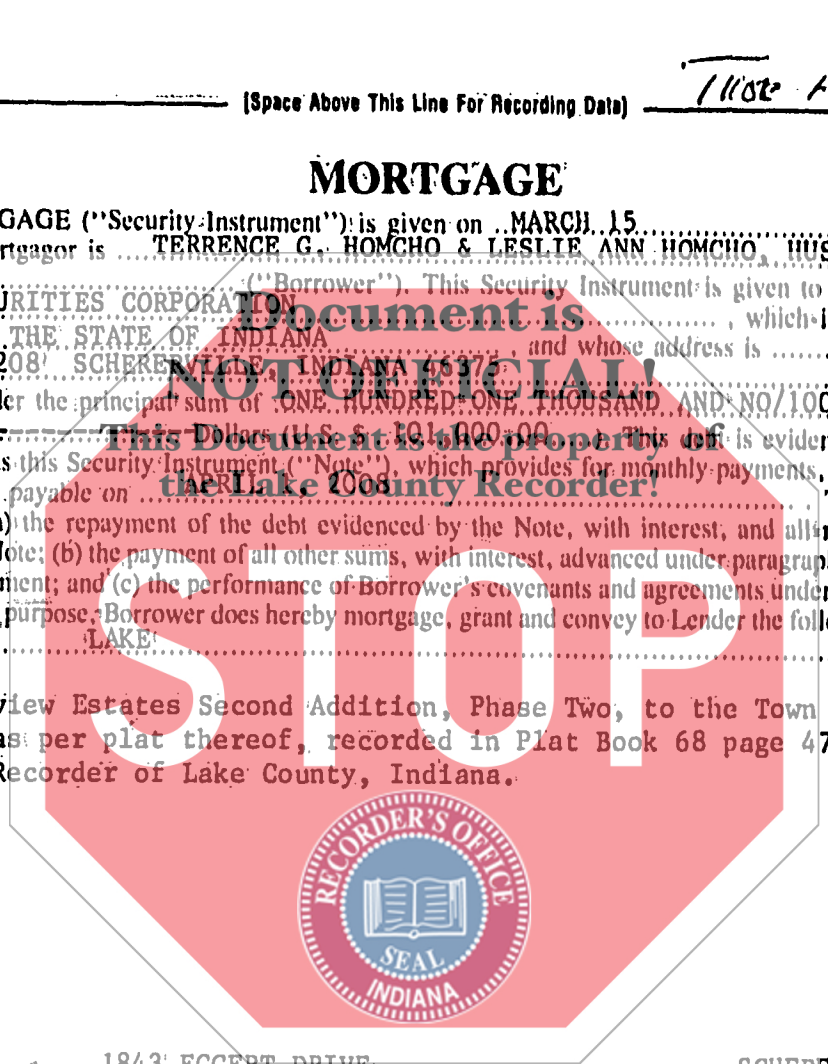 (Space Above This Line For Recording Data)
MORTGAGE
GAGE ("Security Instrument") is given on ..MARCH 15
rtgagor is .... TERRENCE G. HOMCHO & LESLIE ANN HOMCHO, HUS
("Borrower"). This Security Instrument is given to
URITIES CORPORATION , which i
THE STATE OF INDIANA and whose address is ......
208 SCHERERVILLE, INDIANA 46375
er the principal sum of ONE HUNDRED ONE THOUSAND AND NO/100
Dollars (U.S. $ 101,000.00 ). This debt is eviden
s this Security Instrument ("Note"), which provides for monthly payments,
payable on ... 2008
) the repayment of the debt evidenced by the Note, with interest, and all
ote; (b) the payment of all other sums, with interest, advanced under paragrap
ment; and (c) the performance of Borrower's covenants and agreements under
purpose, Borrower does hereby mortgage, grant and convey to Lender the foll
LAKE
view Estates Second Addition, Phase Two, to the Town
as per plat thereof, recorded in Plat Book 68 page 47
Recorder of Lake County, Indiana.
Document is
NOT OFFICIAL!
This Document is the property of
the Lake County Recorder!
STOP
RECORDER'S OFFICE
SEAL
INDIANA
1843 ECCERT DRIVE